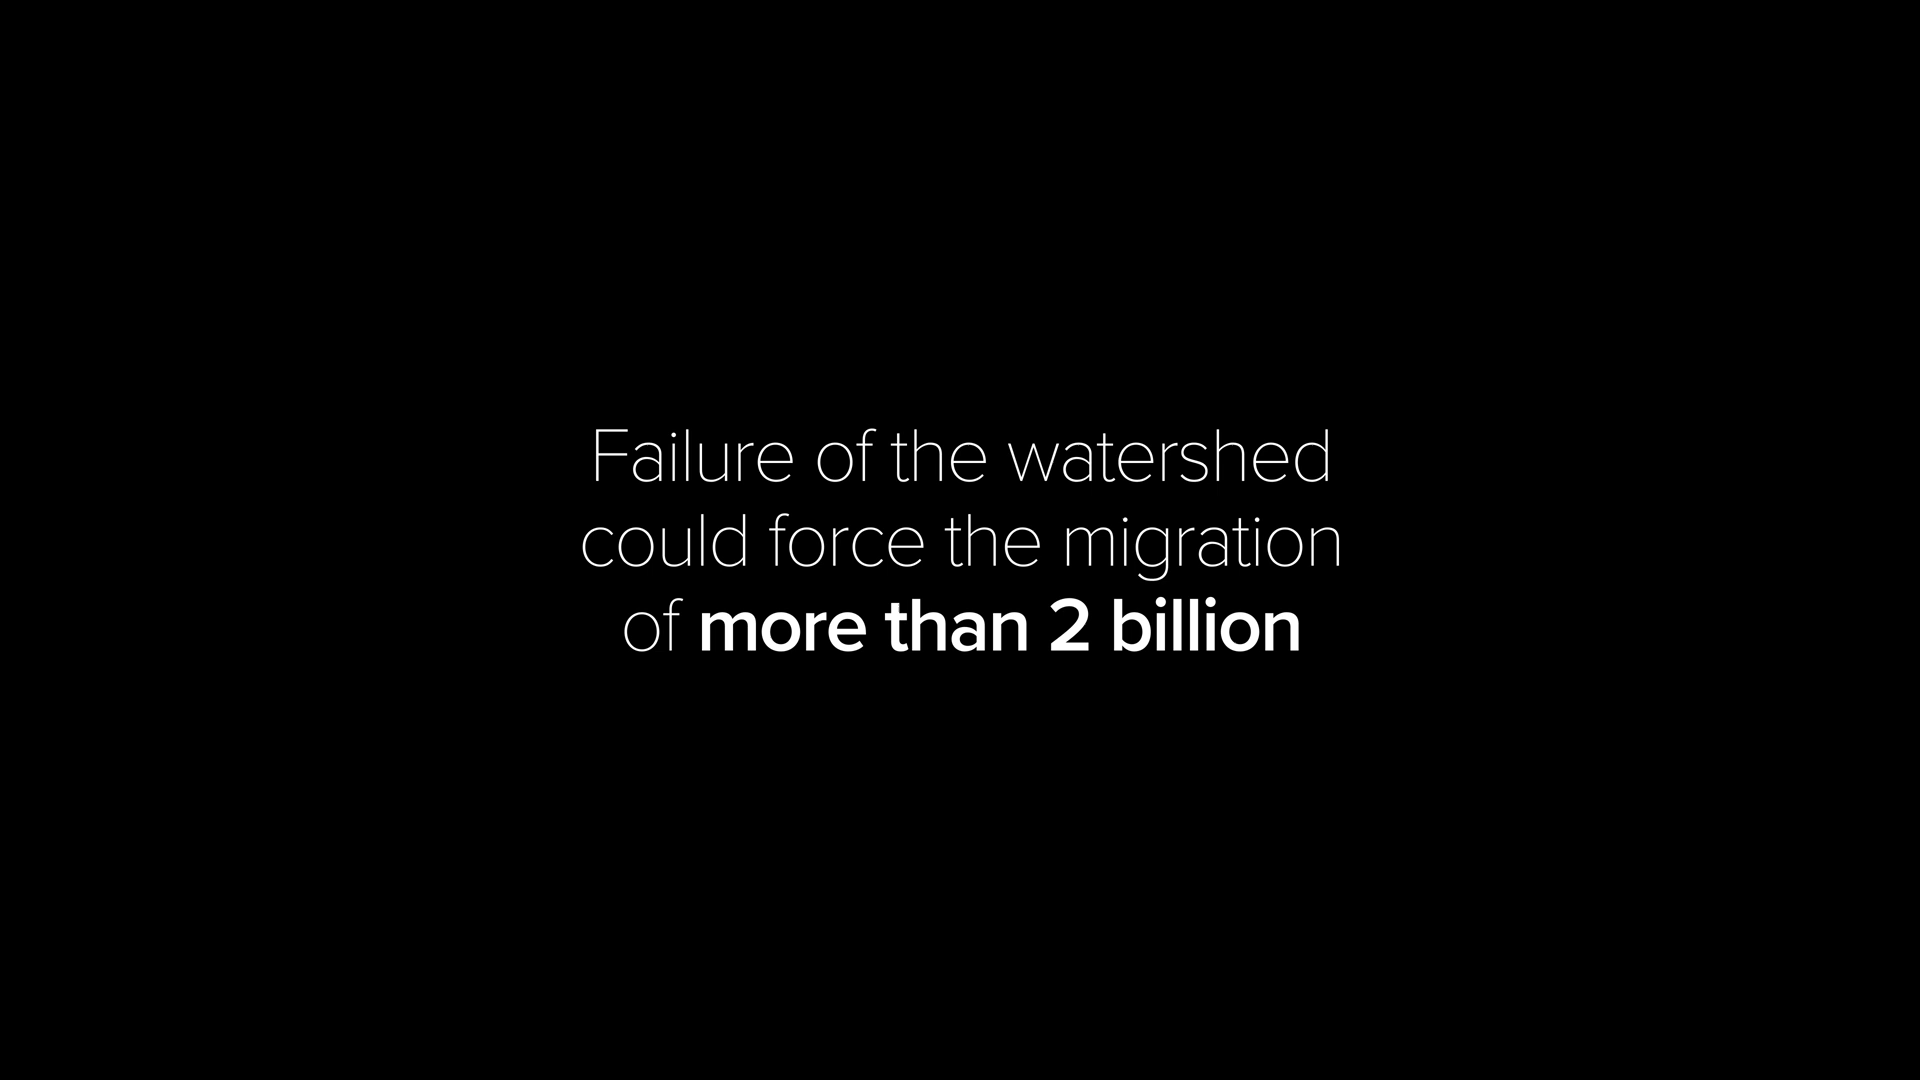 Failure of the watershed
could force the migration
of more than 2 billion